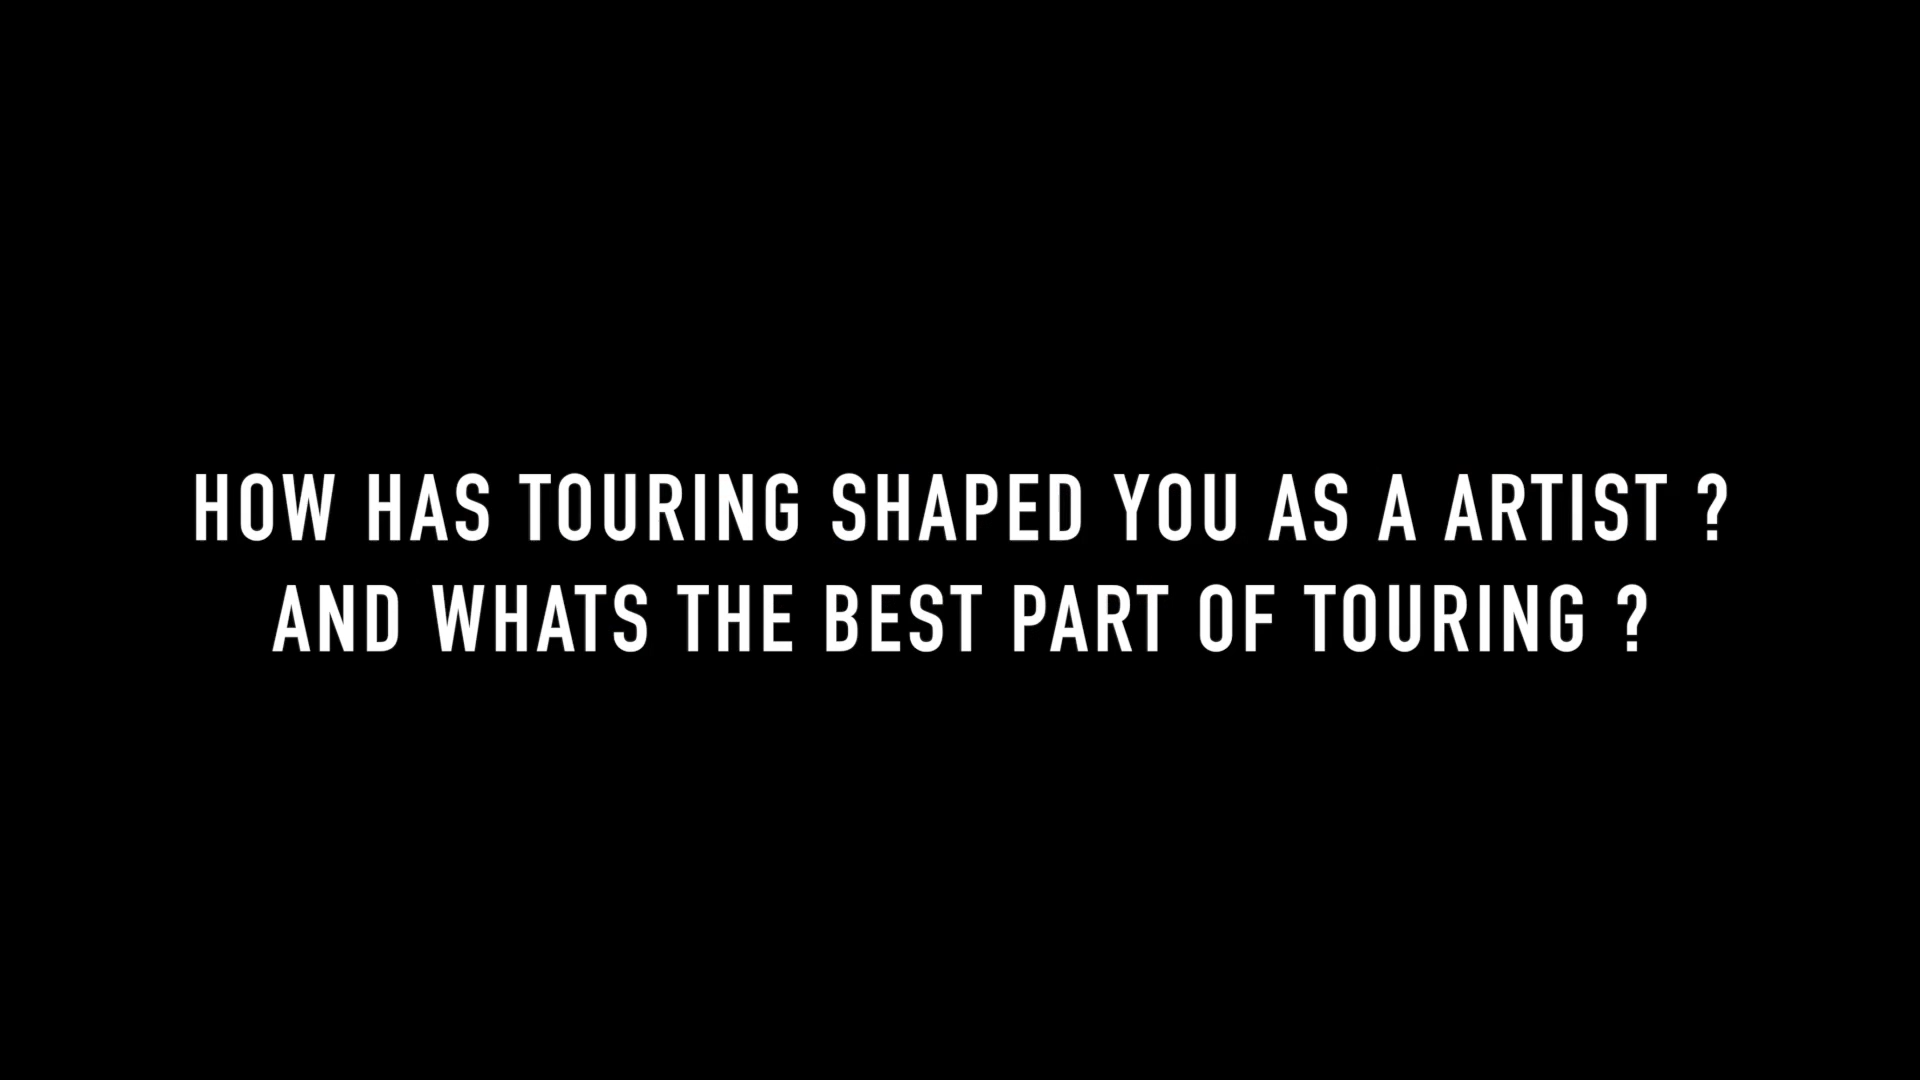 HOW HAS TOURING SHAPED YOU AS A ARTIST ?
AND WHATS THE BEST PART OF TOURING ?